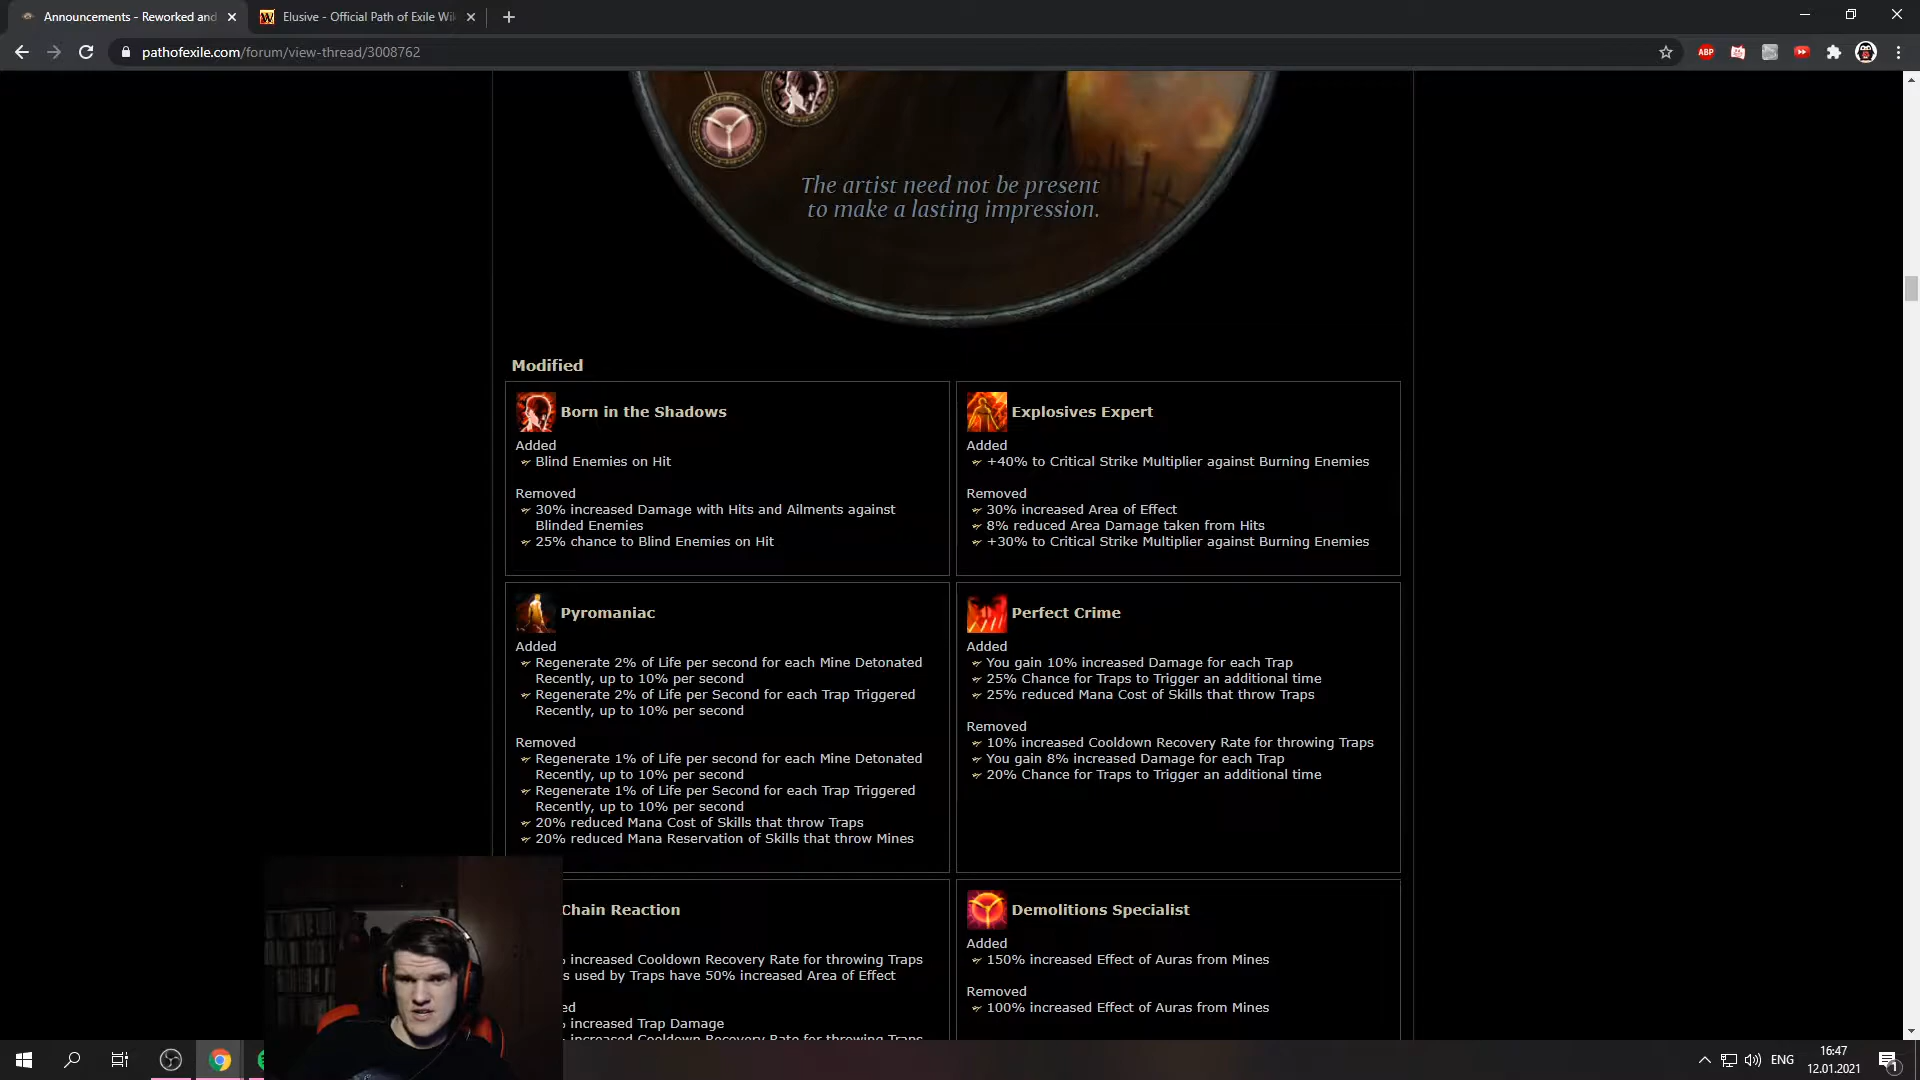 Announcements - Reworked and
Elusive - Official Path of Exile Wik
pathofexile.com/forum/view-thread/3008762
ABP
The artist need not be present
to make a lasting impression.
Modified
Born in the Shadows
Added
Blind Enemies on Hit
Removed
30% increased Damage with Hits and Ailments against
Blinded Enemies
25% chance to Blind Enemies on Hit
Explosives Expert
Added
+40% to Critical Strike Multiplier against Burning Enemies
Removed
30% increased Area of Effect
8% reduced Area Damage taken from Hits
+30% to Critical Strike Multiplier against Burning Enemies
Pyromaniac
Added
Regenerate 2% of Life per second for each Mine Detonated
Recently, up to 10% per second
Regenerate 2% of Life per Second for each Trap Triggered
Recently, up to 10% per second
Removed
Regenerate 1% of Life per second for each Mine Detonated
Recently, up to 10% per second
Regenerate 1% of Life per Second for each Trap Triggered
Recently, up to 10% per second
20% reduced Mana Cost of Skills that throw Traps
20% reduced Mana Reservation of Skills that throw Mines
Perfect Crime
Added
You gain 10% increased Damage for each Trap
25% Chance for Traps to Trigger an additional time
25% reduced Mana Cost of Skills that throw Traps
Removed
10% increased Cooldown Recovery Rate for throwing Traps
You gain 8% increased Damage for each Trap
20% Chance for Traps to Trigger an additional time
Chain Reaction
increased Cooldown Recovery Rate for throwing Traps
s used by Traps have 50% increased Area of Effect
ed
increased Trap Damage
increased Cooldown Recovery Rate for throwing Traps
Demolitions Specialist
Added
150% increased Effect of Auras from Mines
Removed
100% increased Effect of Auras from Mines
ENG
16:47
12.01.2021
1